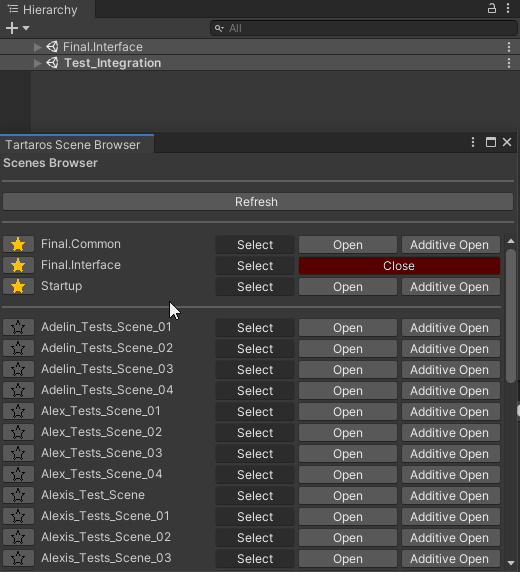 Hierarchy
All
Final.Interface
Test_Integration
Tartaros Scene Browser
Scenes Browser
Refresh
Final.Common Select Open Additive Open
Final.Interface Select Close
Startup Select Open Additive Open
Adelin_Tests_Scene_01 Select Open Additive Open
Adelin_Tests_Scene_02 Select Open Additive Open
Adelin_Tests_Scene_03 Select Open Additive Open
Adelin_Tests_Scene_04 Select Open Additive Open
Alex_Tests_Scene_01 Select Open Additive Open
Alex_Tests_Scene_02 Select Open Additive Open
Alex_Tests_Scene_03 Select Open Additive Open
Alex_Tests_Scene_04 Select Open Additive Open
Alexis_Test_Scene Select Open Additive Open
Alexis_Tests_Scene_01 Select Open Additive Open
Alexis_Tests_Scene_02 Select Open Additive Open
Alexis_Tests_Scene_03 Select Open Additive Open